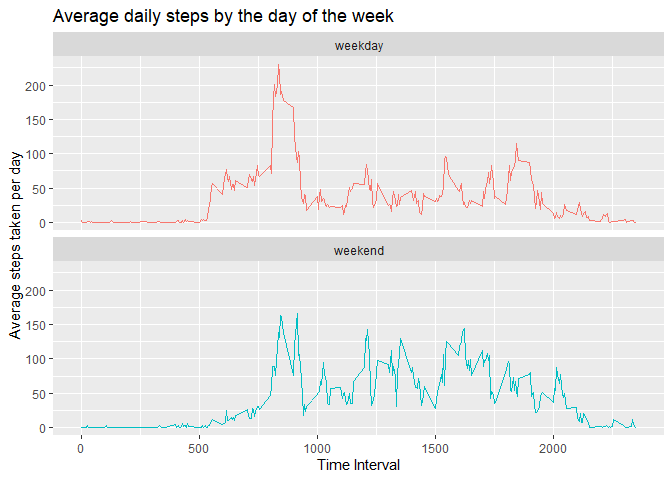 Average daily steps by the day of the week
weekday
200
150
100
50
0
Average steps taken per day
weekend
200
150
100
50
0
0 500 1000 1500 2000
Time Interval